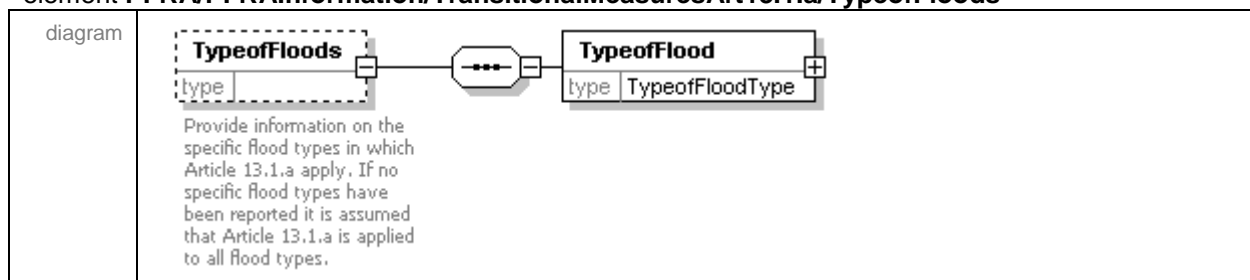 diagram
TypeofFloods
type
TypeofFlood
type TypeofFloodType
Provide information on the
specific flood types in which
Article 13.1.a apply. If no
specific flood types have
been reported it is assumed
that Article 13.1.a is applied
to all flood types.